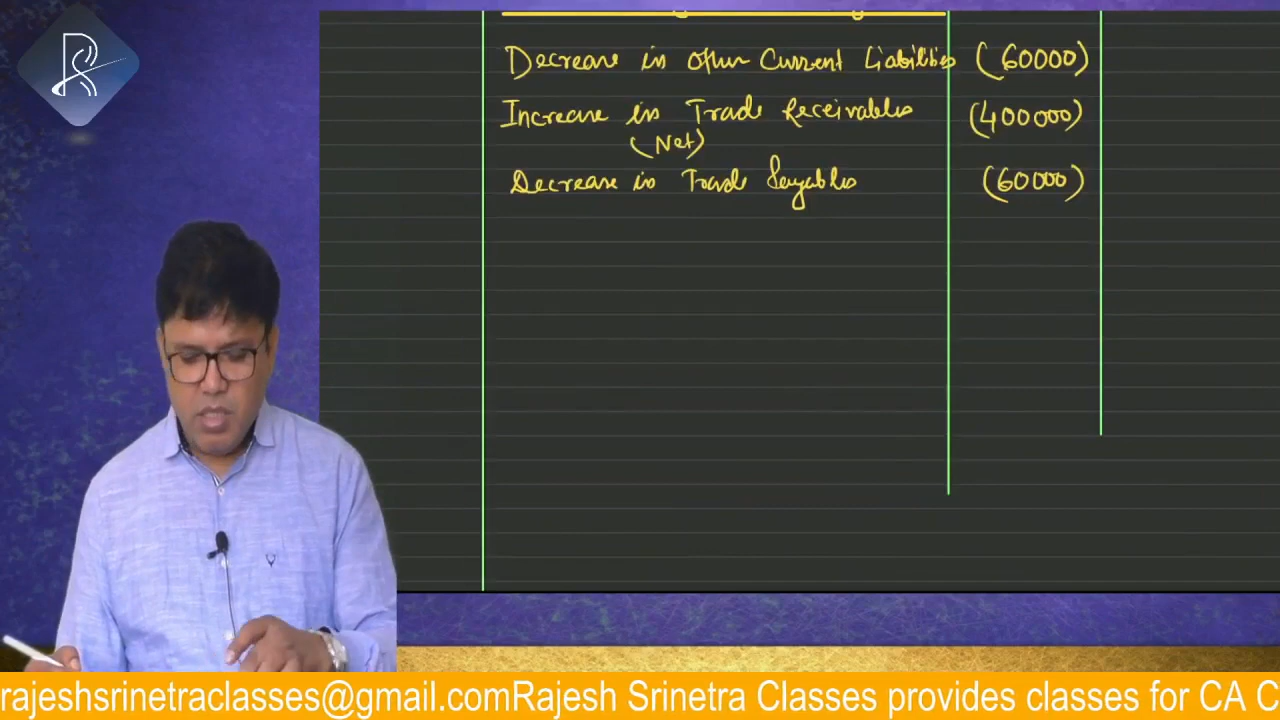 Decrease in other Current Liabilities (60000)
Increase in Trade Receivables (400000)
(Net)
Decrease in Trade Payables (60000)
rajeshsrinetraclasses@gmail.comRajesh Srinetra Classes provides classes for CA C